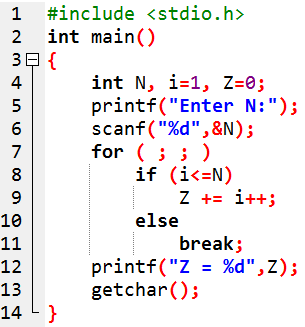 1 #include <stdio.h>
2 int main()
3 {
4 int N, i=1, Z=0;
5 printf("Enter N:");
6 scanf("%d",&N);
7 for ( ; ; )
8 if (i<=N)
9 Z += i++;
10 else
11 break;
12 printf("Z = %d",Z);
13 getchar();
14 }